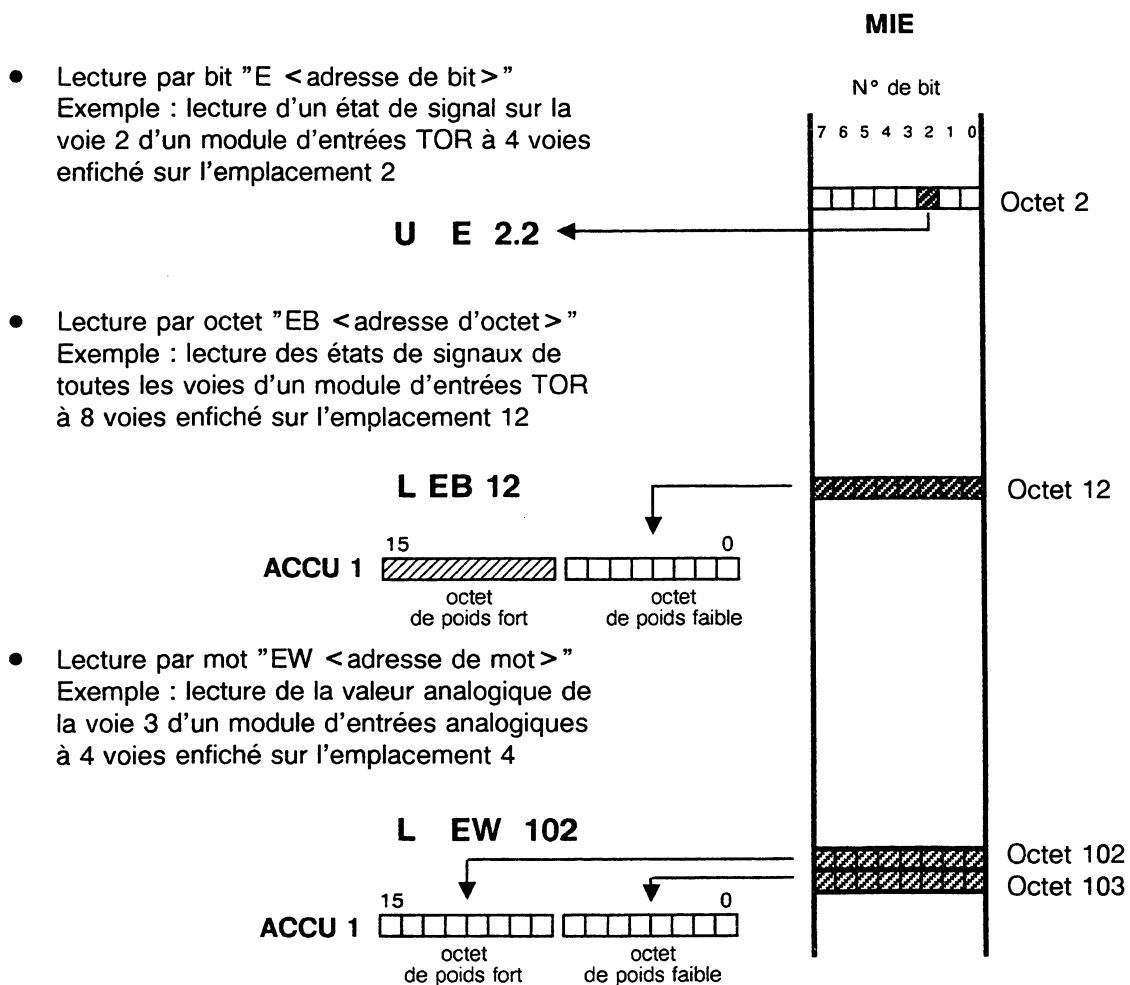 MIE
N° de bit
7 6 5 4 3 2 1 0
● Lecture par bit "E <adresse de bit>"
Exemple : lecture d'un état de signal sur la
voie 2 d'un module d'entrées TOR à 4 voies
enfiché sur l'emplacement 2
Octet 2
U E 2.2
● Lecture par octet "EB <adresse d'octet>"
Exemple : lecture des états de signaux de
toutes les voies d'un module d'entrées TOR
à 8 voies enfiché sur l'emplacement 12
L EB 12
Octet 12
15 0
ACCU 1
octet octet
de poids fort de poids faible
● Lecture par mot "EW <adresse de mot>"
Exemple : lecture de la valeur analogique de
la voie 3 d'un module d'entrées analogiques
à 4 voies enfiché sur l'emplacement 4
L EW 102
Octet 102
Octet 103
15 0
ACCU 1
octet octet
de poids fort de poids faible